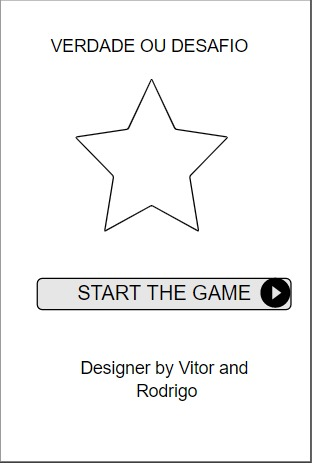 VERDADE OU DESAFIO
START THE GAME
Designer by Vitor and
Rodrigo